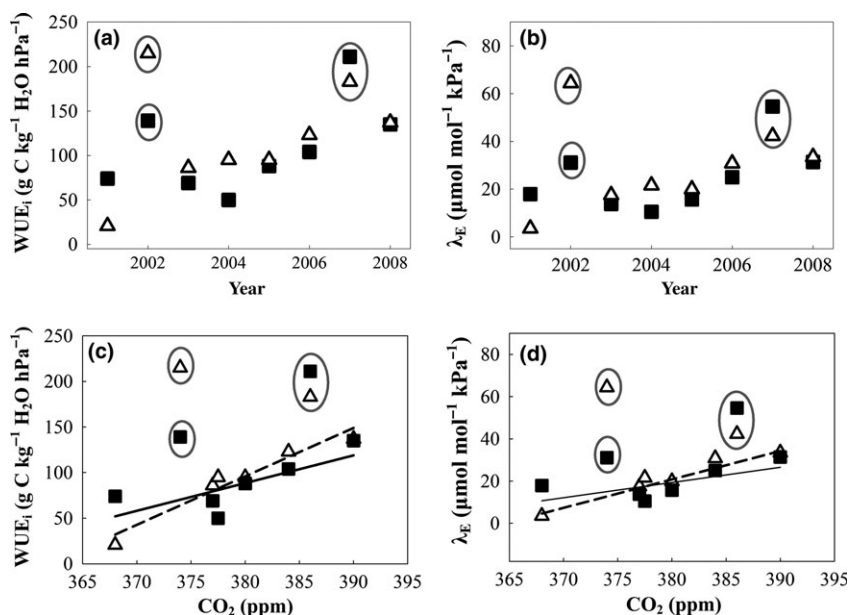 (a)
WUEi (g C kg⁻¹ H₂O hPa⁻¹)
250
200
150
100
50
0
2002 2004 2006 2008
Year
(b)
λE (µmol mol⁻¹ kPa⁻¹)
80
60
40
20
0
2002 2004 2006 2008
Year
(c)
WUEi (g C kg⁻¹ H₂O hPa⁻¹)
250
200
150
100
50
0
365 370 375 380 385 390 395
CO₂ (ppm)
(d)
λE (µmol mol⁻¹ kPa⁻¹)
80
60
40
20
0
365 370 375 380 385 390 395
CO₂ (ppm)